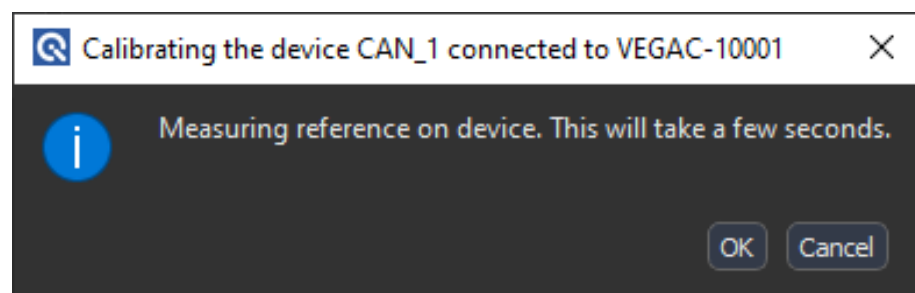 Calibrating the device CAN_1 connected to VEGAC-10001
Measuring reference on device. This will take a few seconds.
OK
Cancel